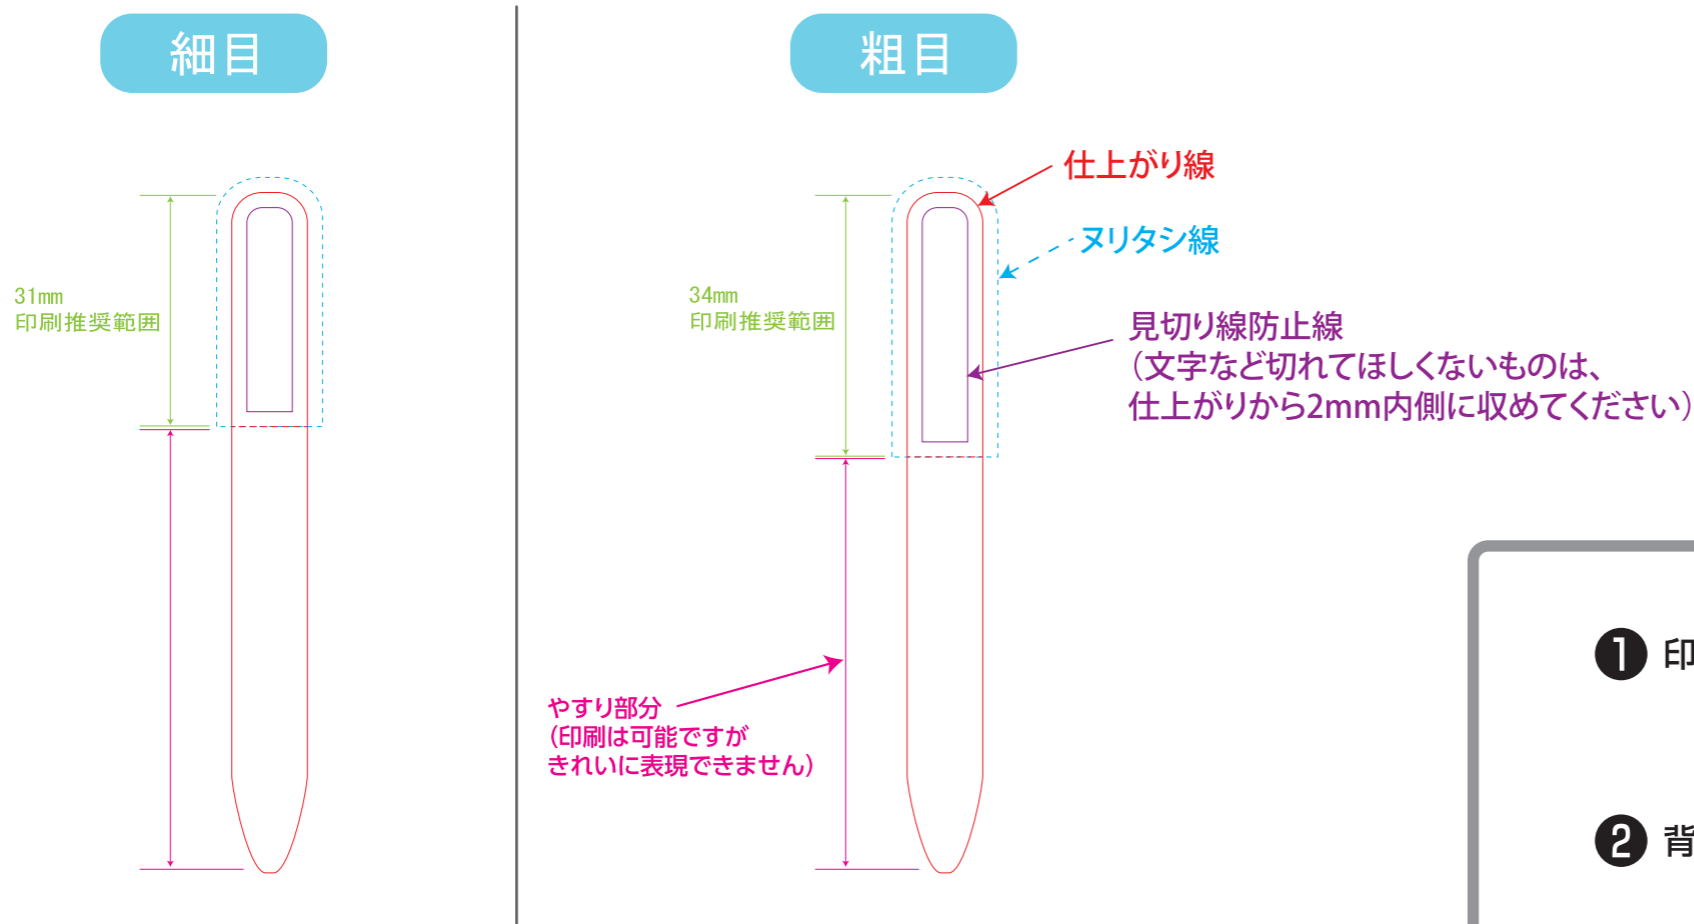 細目
31mm
印刷推奨範囲
粗目
仕上がり線
ヌリタシ線
34mm
印刷推奨範囲
見切り線防止線
（文字など切れてほしくないものは、
仕上がりから2mm内側に収めてください）
やすり部分
（印刷は可能ですが
きれいに表現できません）
❶ 印
❷ 背